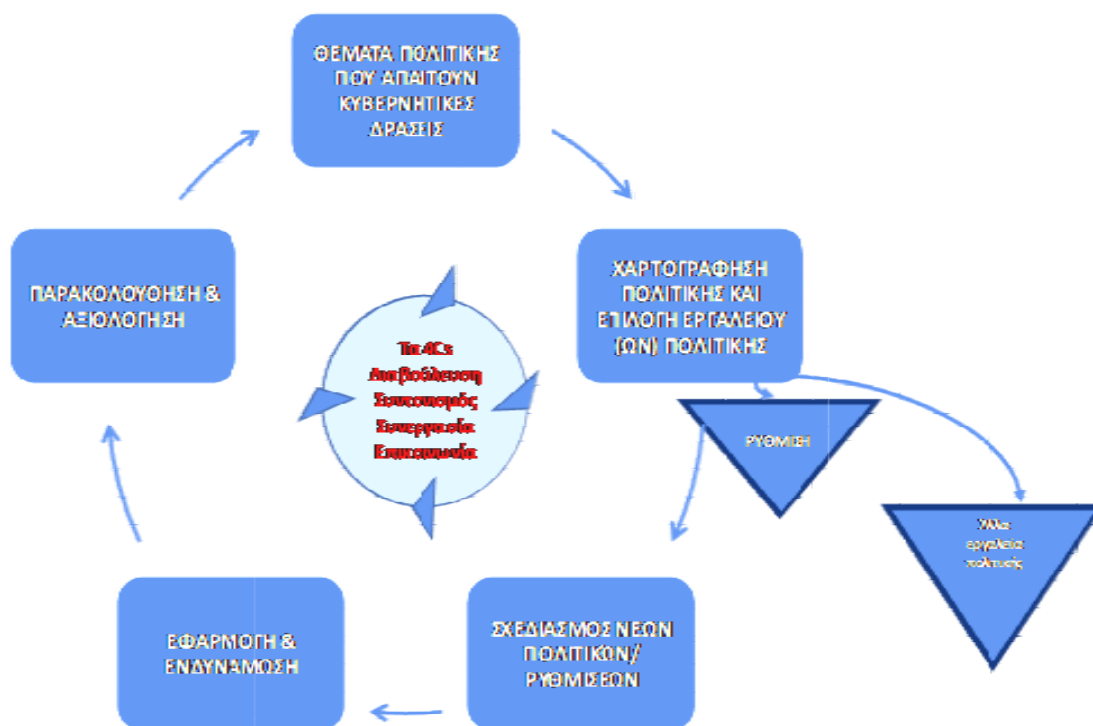 ΘΕΜΑΤΑ ΠΟΛΙΤΙΚΗΣ
ΠΟΥ ΑΠΑΙΤΟΥΝ
ΚΥΒΕΡΝΗΤΙΚΕΣ
ΔΡΑΣΕΙΣ
ΧΑΡΤΟΓΡΑΦΗΣΗ
ΠΟΛΙΤΙΚΗΣ ΚΑΙ
ΕΠΙΛΟΓΗ ΕΡΓΑΛΕΙΟΥ
(ΩΝ) ΠΟΛΙΤΙΚΗΣ
ΡΥΘΜΙΣΗ
Άλλα
εργαλεία
πολιτικής
ΣΧΕΔΙΑΣΜΟΣ ΝΕΩΝ
ΠΟΛΙΤΙΚΩΝ/
ΡΥΘΜΙΣΕΩΝ
ΕΦΑΡΜΟΓΗ &
ΕΝΔΥΝΑΜΩΣΗ
ΠΑΡΑΚΟΛΟΥΘΗΣΗ &
ΑΞΙΟΛΟΓΗΣΗ
Τα 4Cs
Διαβούλευση
Συντονισμός
Συνεργασία
Επικοινωνία